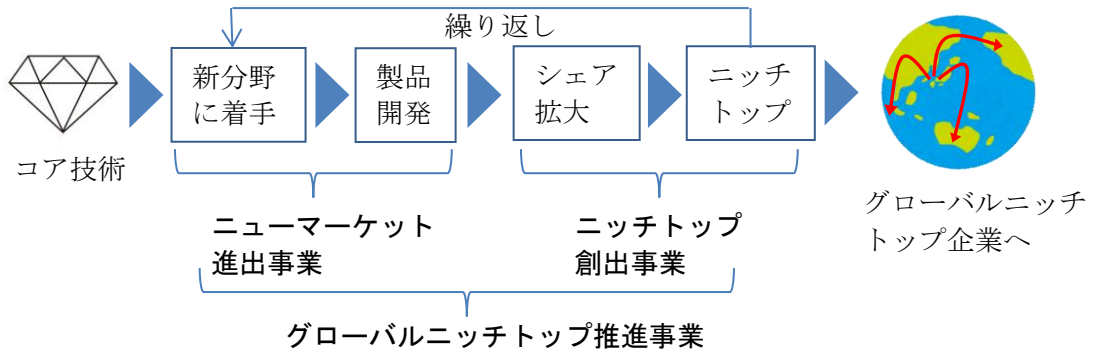 繰り返し
新分野
に着手
製品
開発
シェア
拡大
ニッチ
トップ
コア技術
グローバルニッチ
トップ企業へ
ニューマーケット
進出事業
ニッチトップ
創出事業
グローバルニッチトップ推進事業